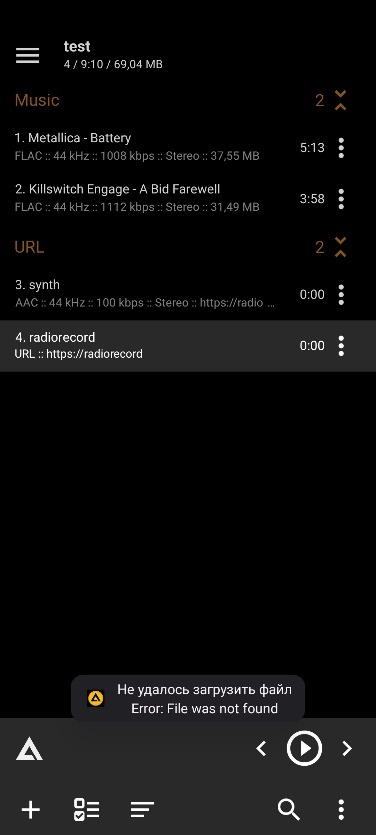 test
4 / 9:10 / 69,04 MB
Music 2
1. Metallica - Battery
FLAC :: 44 kHz :: 1008 kbps :: Stereo :: 37,55 MB
5:13
2. Killswitch Engage - A Bid Farewell
FLAC :: 44 kHz :: 1112 kbps :: Stereo :: 31,49 MB
3:58
URL 2
3. synth
AAC :: 44 kHz :: 100 kbps :: Stereo :: https://radio ...
0:00
4. radiorecord
URL :: https://radiorecord
0:00
Не удалось загрузить файл
Error: File was not found